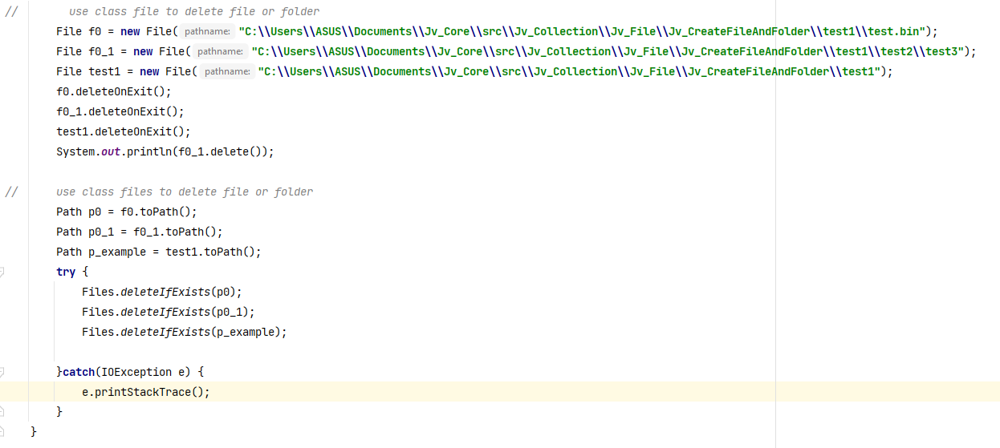 //        use class file to delete file or folder
File f0 = new File( pathname: "C:\\Users\\ASUS\\Documents\\Jv_Core\\src\\Jv_Collection\\Jv_File\\Jv_CreateFileAndFolder\\test1\\test.bin");
File f0_1 = new File( pathname: "C:\\Users\\ASUS\\Documents\\Jv_Core\\src\\Jv_Collection\\Jv_File\\Jv_CreateFileAndFolder\\test1\\test2\\test3");
File test1 = new File( pathname: "C:\\Users\\ASUS\\Documents\\Jv_Core\\src\\Jv_Collection\\Jv_File\\Jv_CreateFileAndFolder\\test1");
f0.deleteOnExit();
f0_1.deleteOnExit();
test1.deleteOnExit();
System.out.println(f0_1.delete());
//      use class files to delete file or folder
Path p0 = f0.toPath();
Path p0_1 = f0_1.toPath();
Path p_example = test1.toPath();
try {
Files.deleteIfExists(p0);
Files.deleteIfExists(p0_1);
Files.deleteIfExists(p_example);
}catch(IOException e) {
e.printStackTrace();
}
}